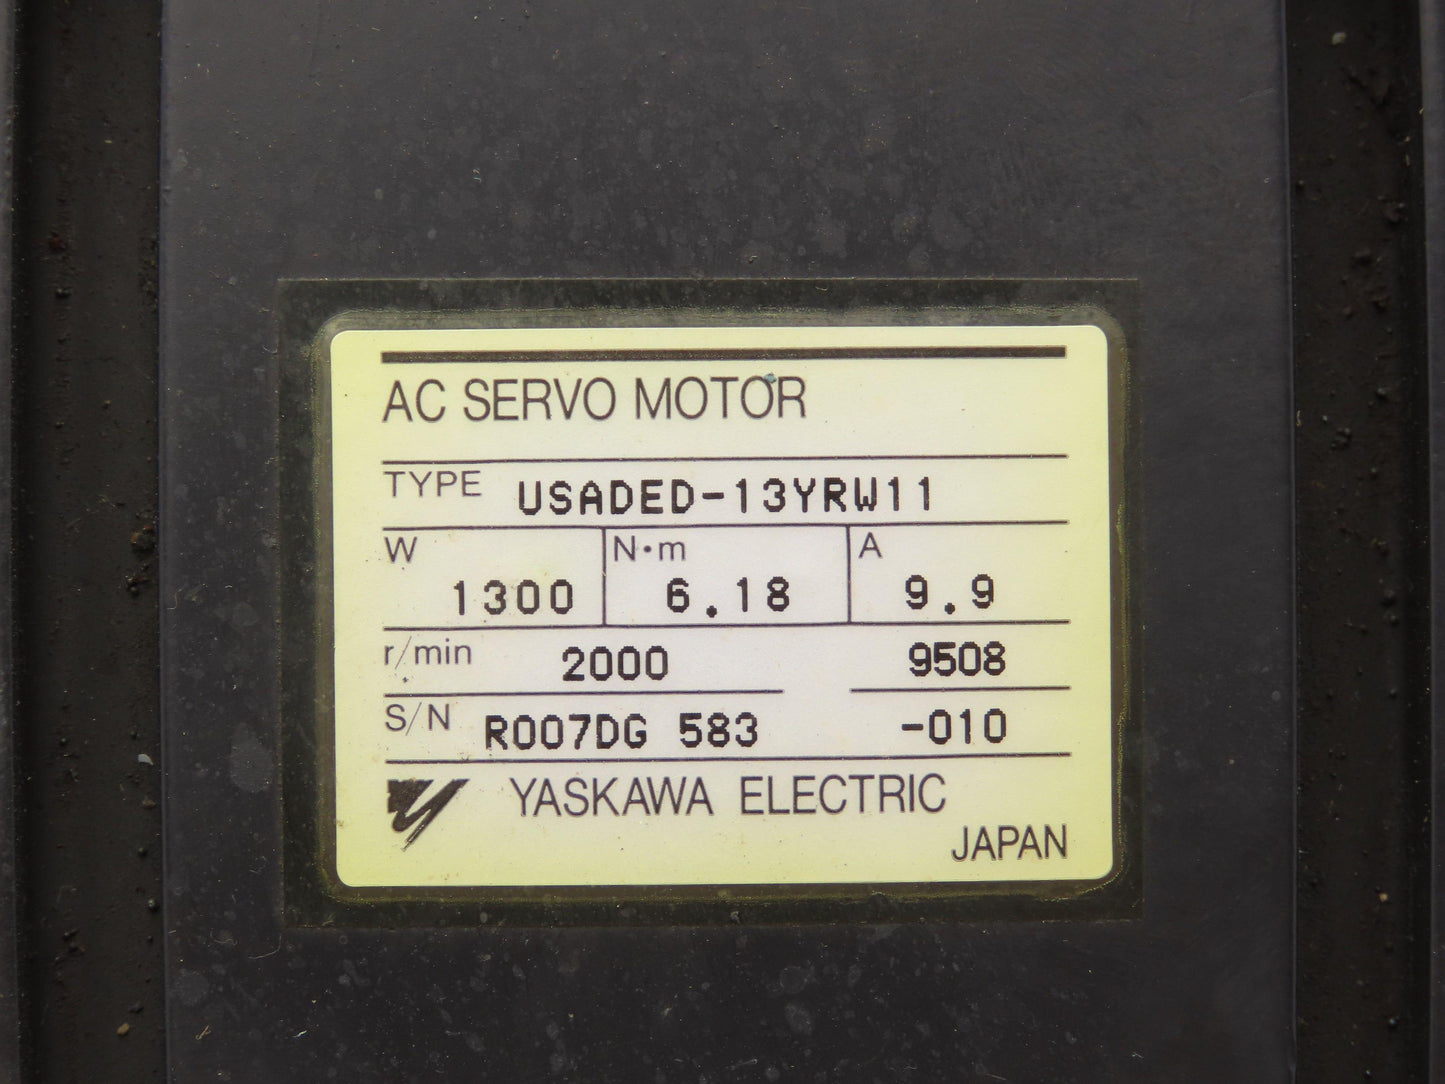 AC SERVO MOTOR
TYPE USADED-13YRW11
W N·m A
1300 6.18 9.9
r/min 2000 9508
S/N R007DG 583 -010
YASKAWA ELECTRIC
JAPAN